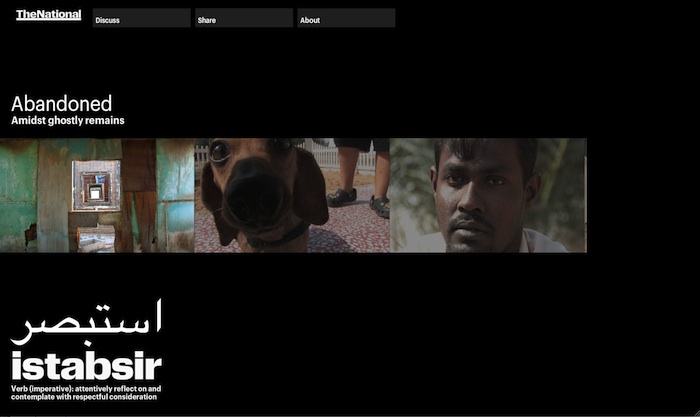 TheNational
Discuss
Share
About
Abandoned
Amidst ghostly remains
استبصر
istabsir
Verb (imperative): attentively reflect on and
contemplate with respectful consideration